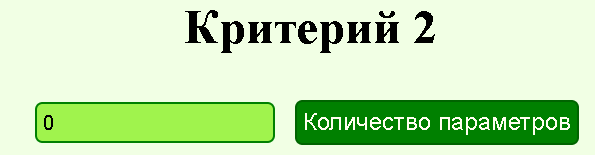 Критерий 2
0
Количество параметров